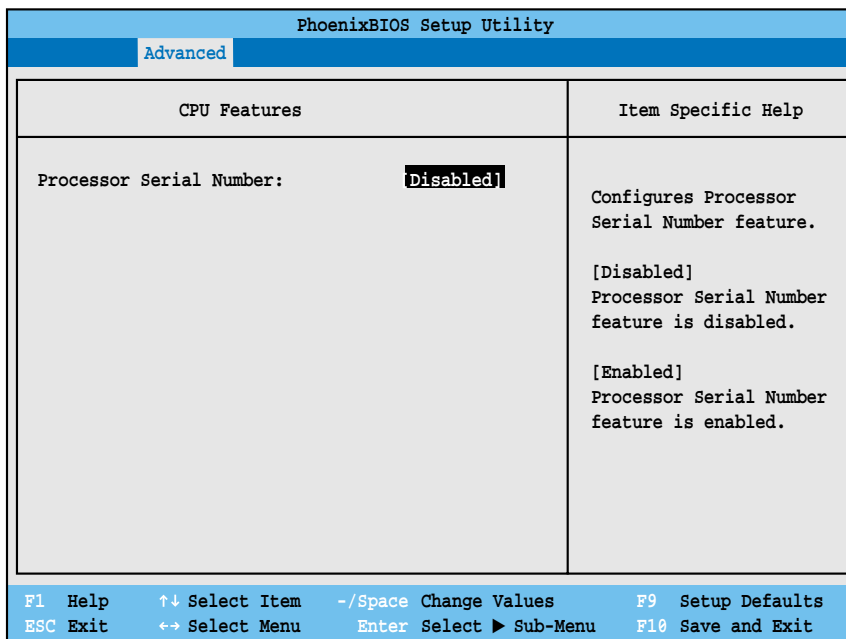 PhoenixBIOS Setup Utility
Advanced
CPU Features
Item Specific Help
Processor Serial Number: [Disabled]
Configures Processor
Serial Number feature.
[Disabled]
Processor Serial Number
feature is disabled.
[Enabled]
Processor Serial Number
feature is enabled.
F1 Help ↑↓ Select Item -/Space Change Values F9 Setup Defaults
ESC Exit ←→ Select Menu Enter Select ▶ Sub-Menu F10 Save and Exit